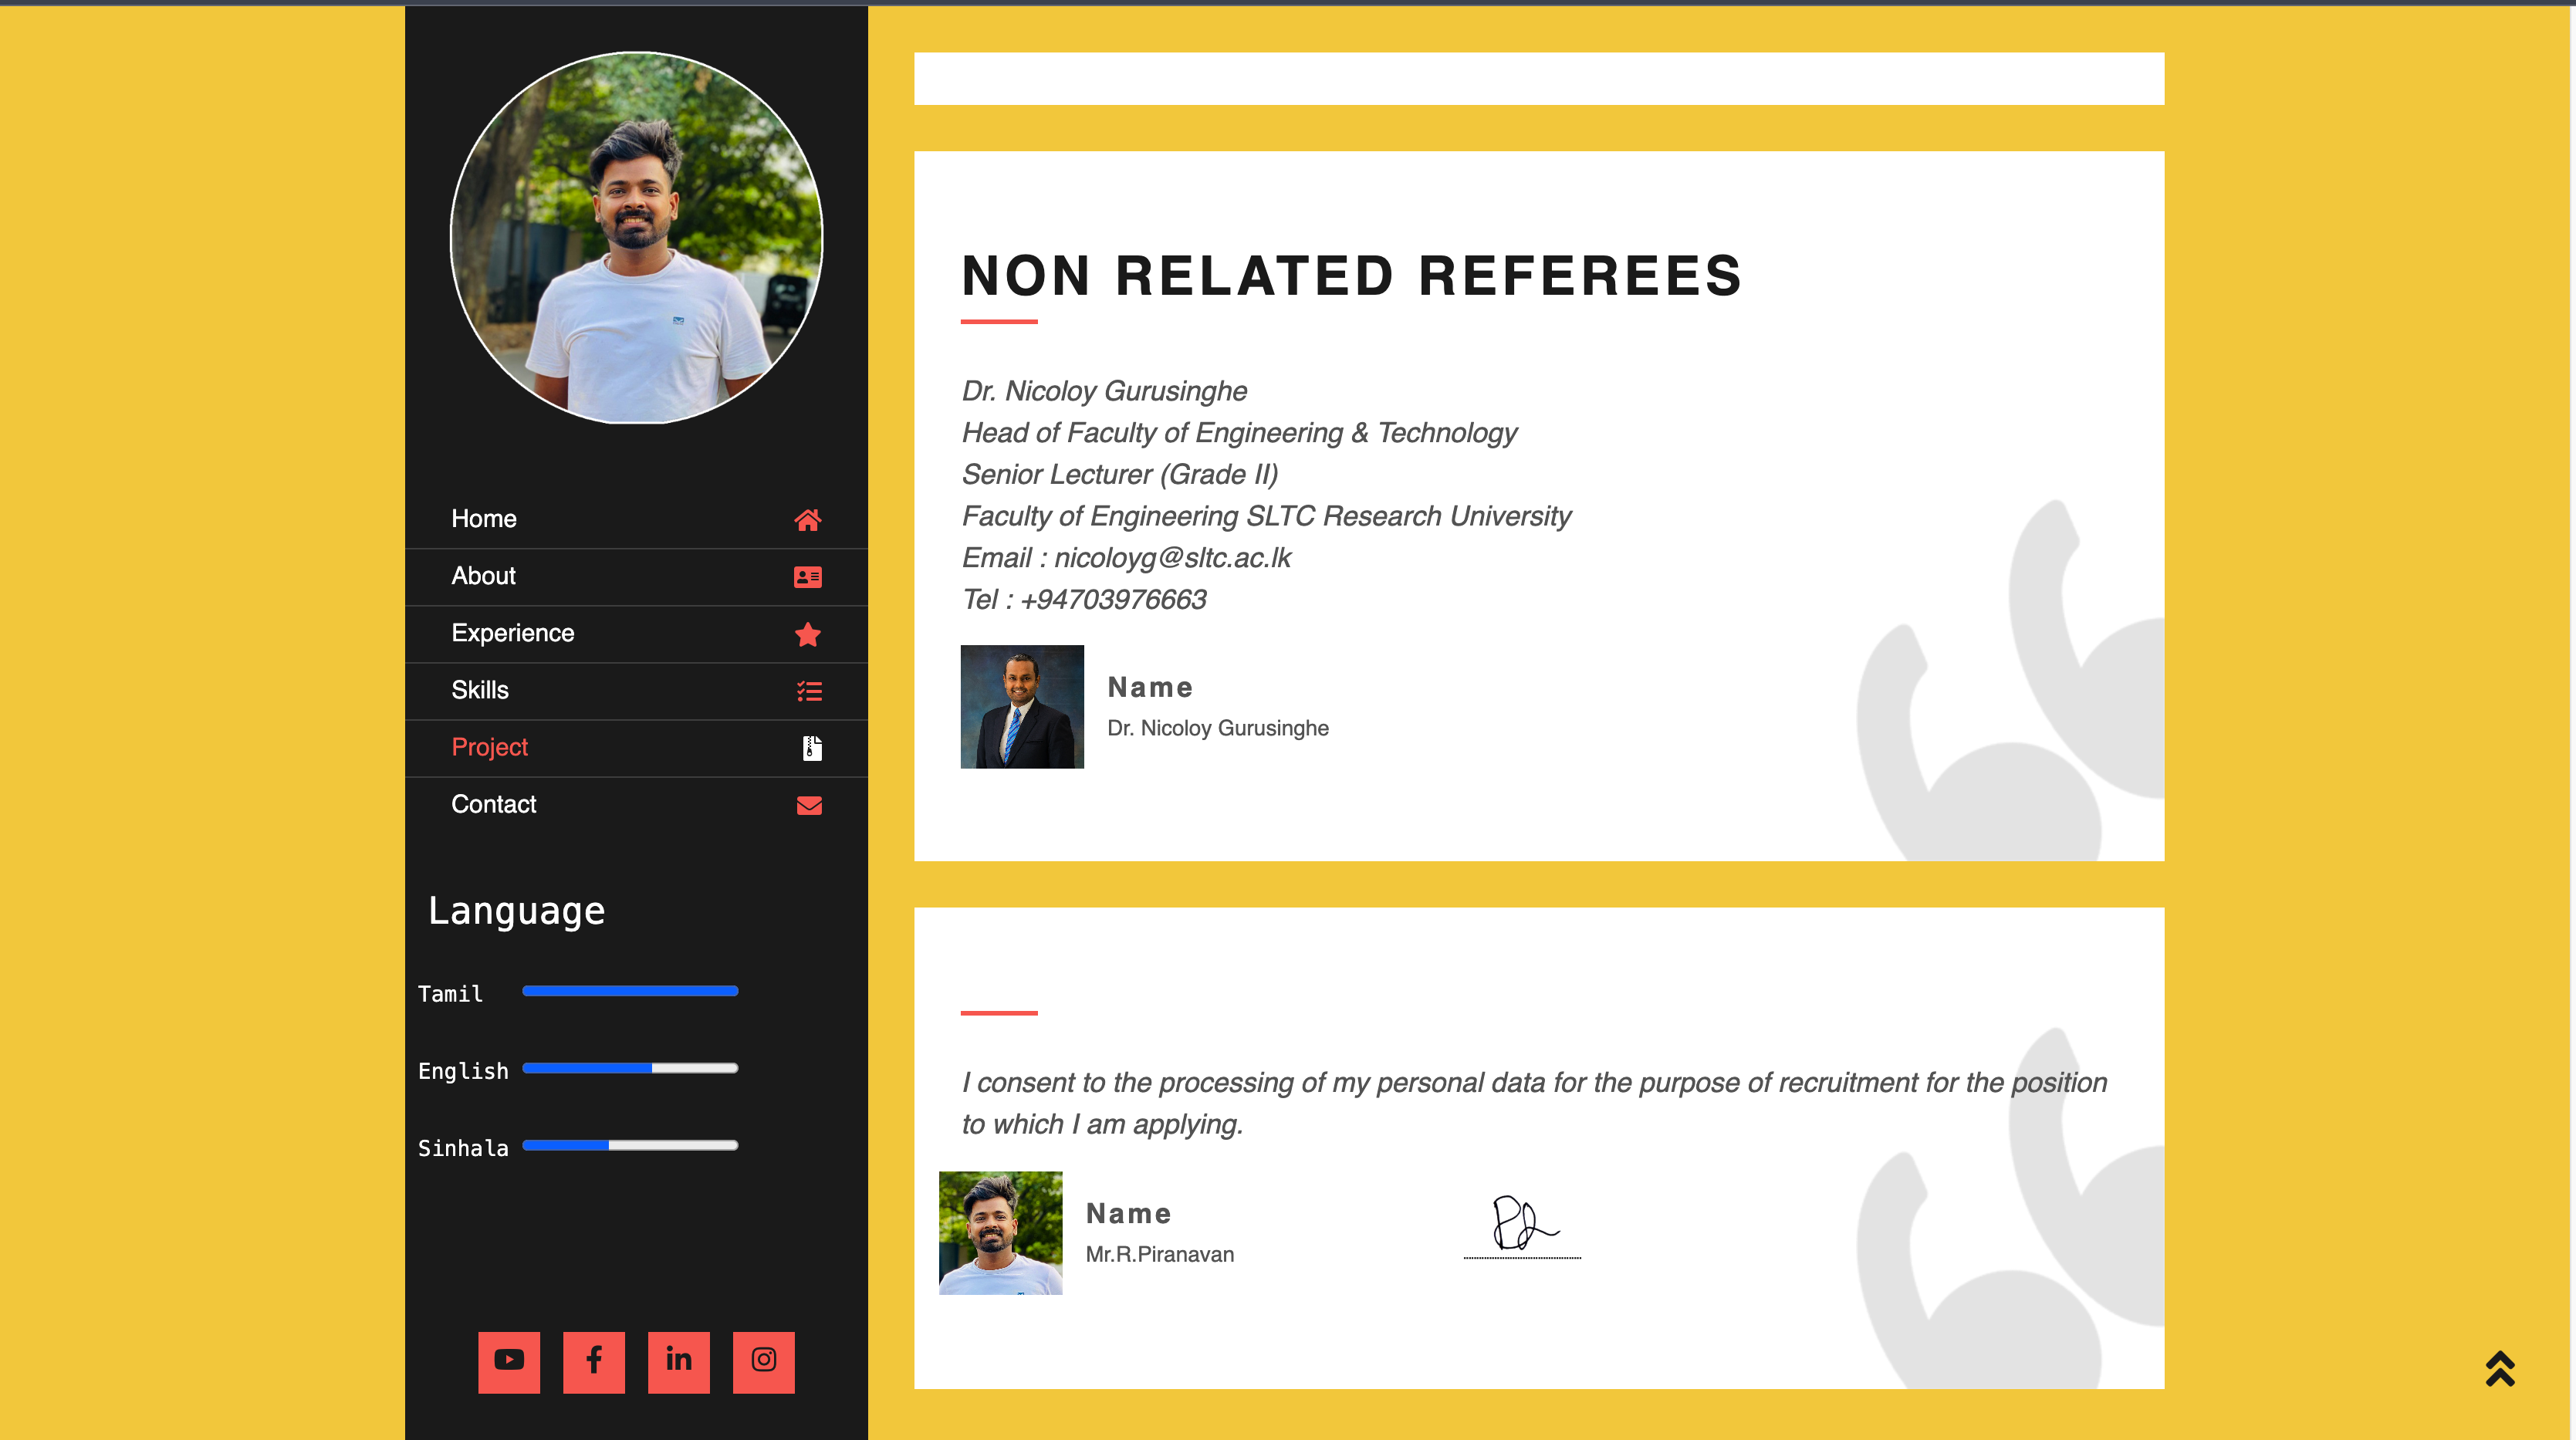 Home
About
Experience
Skills
Project
Contact
Language
Tamil
English
Sinhala
NON RELATED REFEREES
Dr. Nicoloy Gurusinghe
Head of Faculty of Engineering & Technology
Senior Lecturer (Grade II)
Faculty of Engineering SLTC Research University
Email : nicoloyg@sltc.ac.lk
Tel : +94703976663
Name
Dr. Nicoloy Gurusinghe
I consent to the processing of my personal data for the purpose of recruitment for the position
to which I am applying.
Name
Mr.R.Piranavan